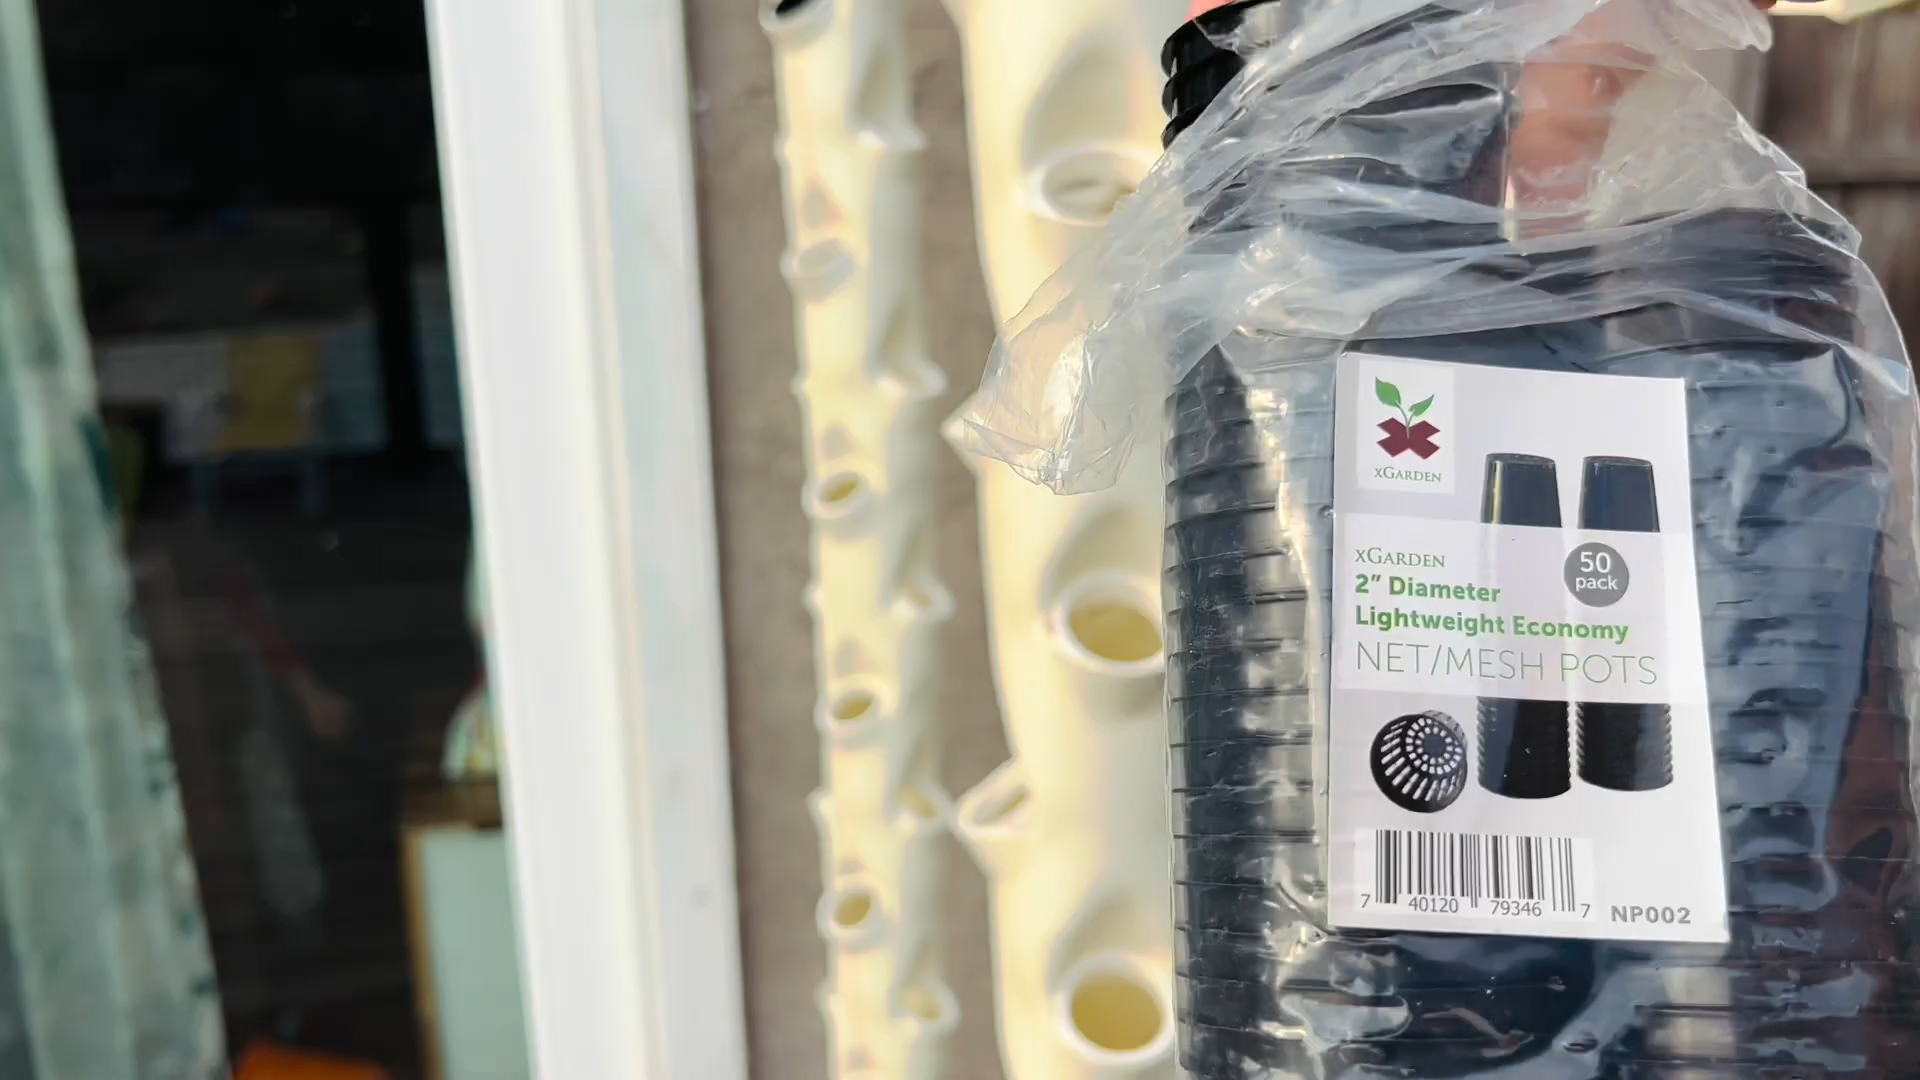 xGARDEN
xGARDEN
2" Diameter
Lightweight Economy
NET/MESH POTS
50
pack
7 40120 79346 7
NP002